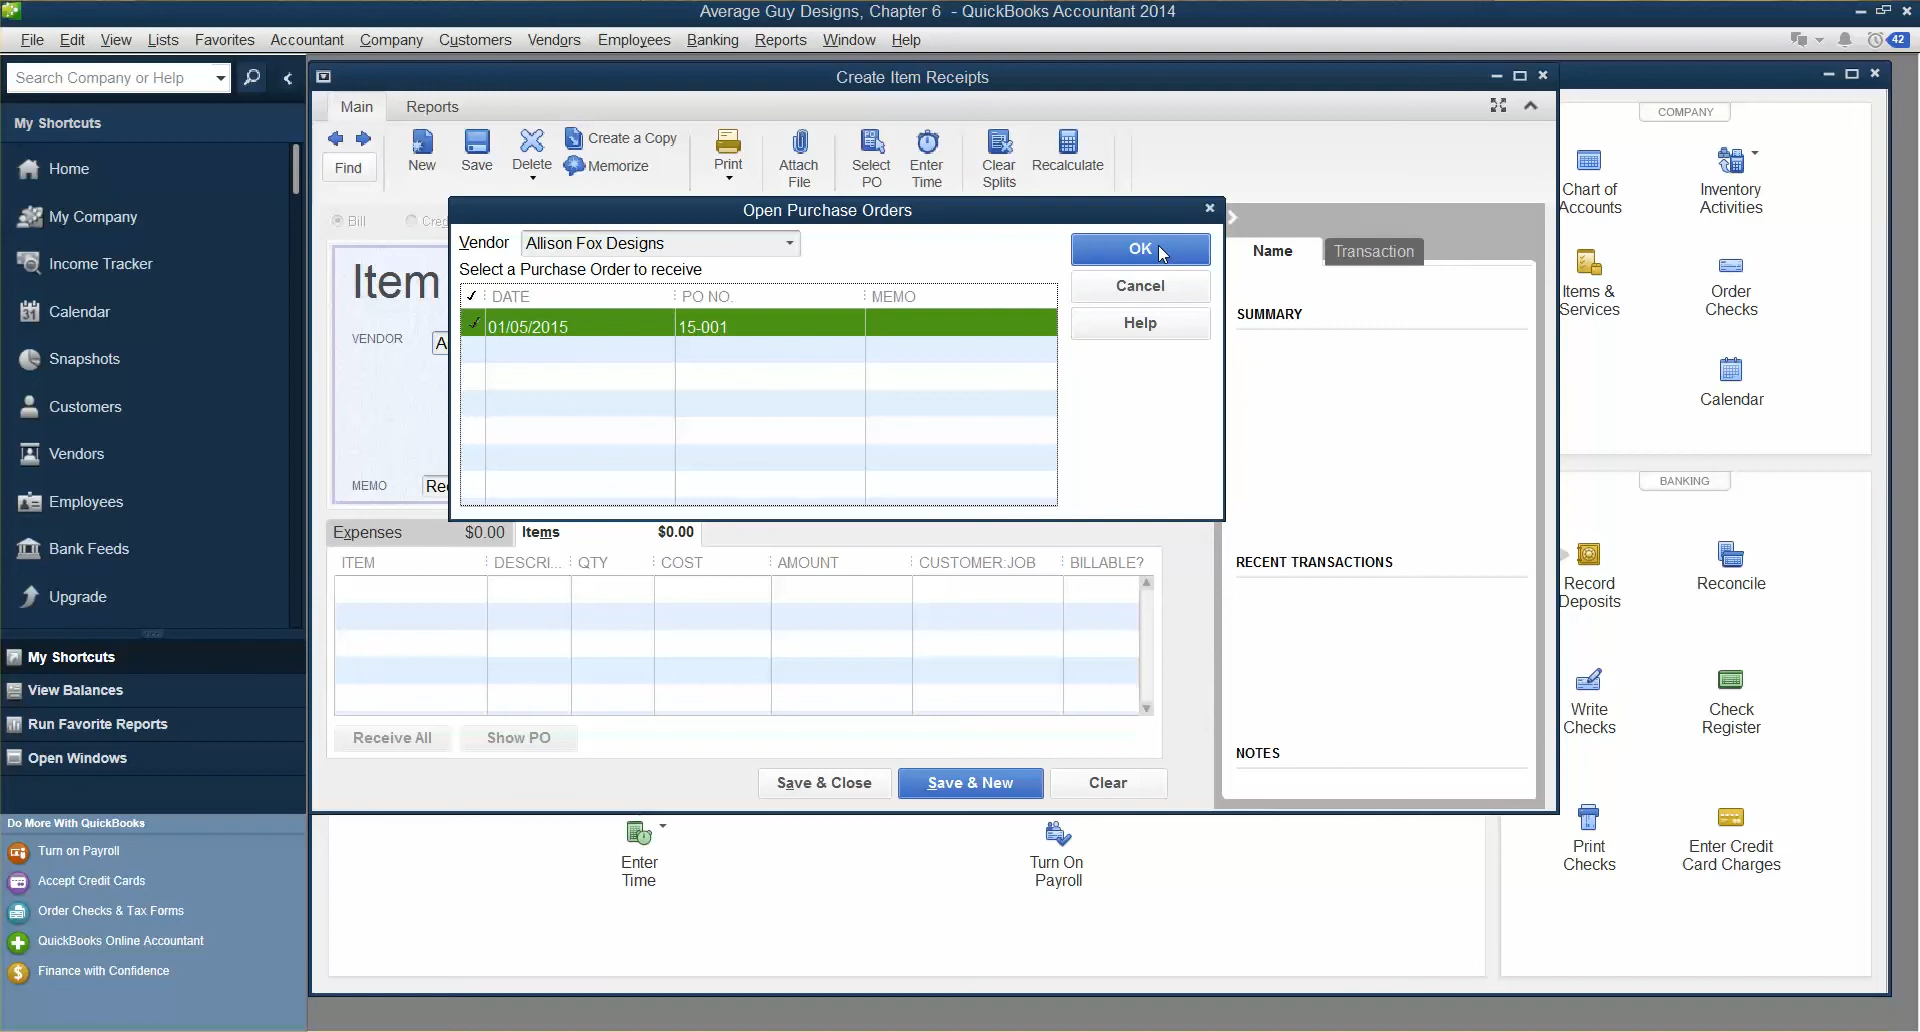 Average Guy Designs, Chapter 6 - QuickBooks Accountant 2014
File Edit View Lists Favorites Accountant Company Customers Vendors Employees Banking Reports Window Help
42
Search Company or Help
My Shortcuts
Home
My Company
Income Tracker
Calendar
Snapshots
Customers
Vendors
Employees
Bank Feeds
Upgrade
My Shortcuts
View Balances
Run Favorite Reports
Open Windows
Do More With QuickBooks
Turn on Payroll
Accept Credit Cards
Order Checks & Tax Forms
QuickBooks Online Accountant
Finance with Confidence
Create Item Receipts
Main Reports
Find
New
Save
Delete
Create a Copy
Memorize
Print
Attach
File
Select
PO
Enter
Time
Clear
Splits
Recalculate
Bill Cred
Item
VENDOR A
MEMO Re
Open Purchase Orders
Vendor Allison Fox Designs
Select a Purchase Order to receive
DATE PO NO. MEMO
01/05/2015 15-001
OK
Cancel
Help
Expenses $0.00 Items $0.00
ITEM DESCRI... QTY COST AMOUNT CUSTOMER:JOB BILLABLE?
Receive All Show PO
Save & Close Save & New Clear
Name Transaction
SUMMARY
RECENT TRANSACTIONS
NOTES
Enter
Time
Turn On
Payroll
COMPANY
Chart of
Accounts
Inventory
Activities
Items &
Services
Order
Checks
Calendar
BANKING
Record
Deposits
Reconcile
Write
Checks
Check
Register
Print
Checks
Enter Credit
Card Charges